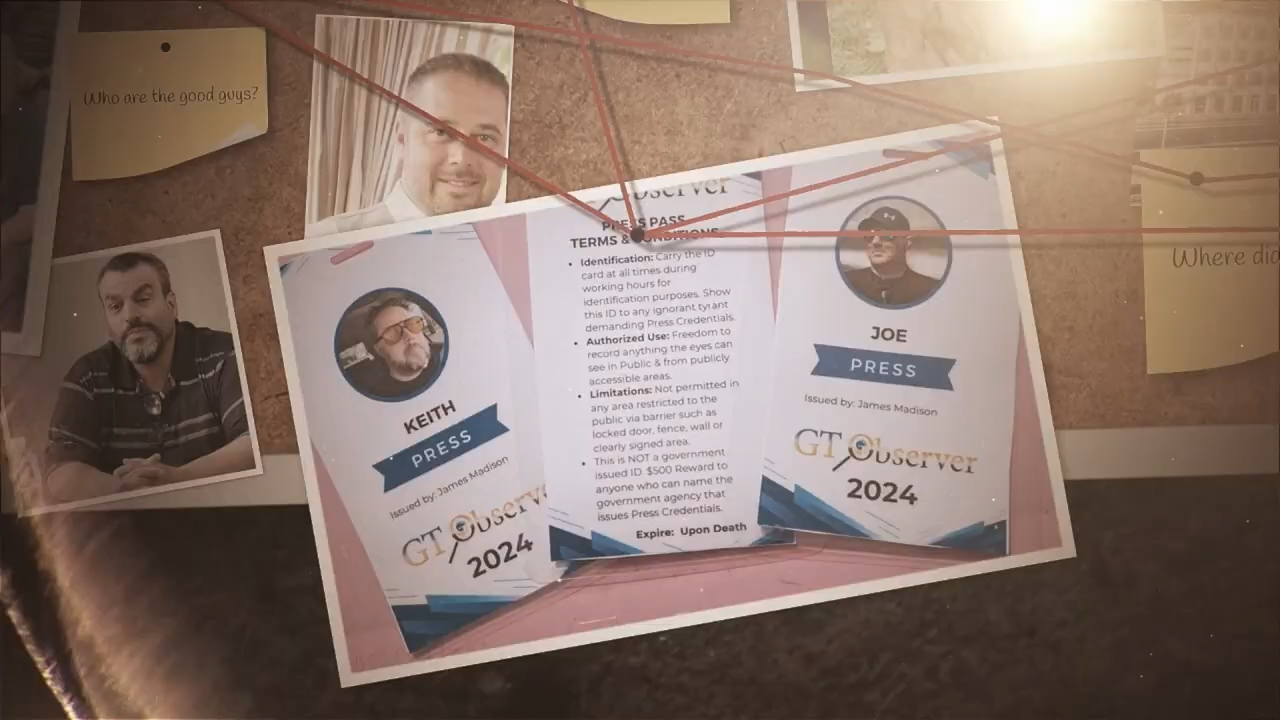 Who are the good guys?
KEITH
PRESS
Issued by: James Madison
GT Observer
2024
Observer
PRESS PASS
TERMS & CONDITIONS
• Identification: Carry the ID
card at all times during
working hours for
identification purposes. Show
this ID to any ignorant tyrant
demanding Press Credentials.
• Authorized Use: Freedom to
record anything the eyes can
see in Public & from publicly
accessible areas.
• Limitations: Not permitted in
any area restricted to the
public via barrier such as
locked door, fence, wall or
clearly signed area.
• This is NOT a government
issued ID. $500 Reward to
anyone who can name the
government agency that
issues Press Credentials.
Expire: Upon Death
JOE
PRESS
Issued by: James Madison
GT Observer
2024
Where did